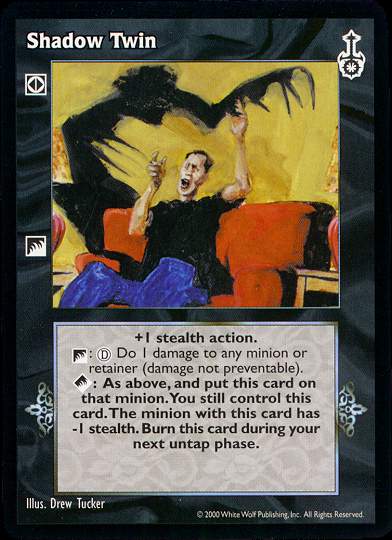 Shadow Twin
+1 stealth action.
: D Do 1 damage to any minion or
retainer (damage not preventable).
: As above, and put this card on
that minion. You still control this
card. The minion with this card has
-1 stealth. Burn this card during your
next untap phase.
Illus. Drew Tucker
© 2000 White Wolf Publishing, Inc. All Rights Reserved.